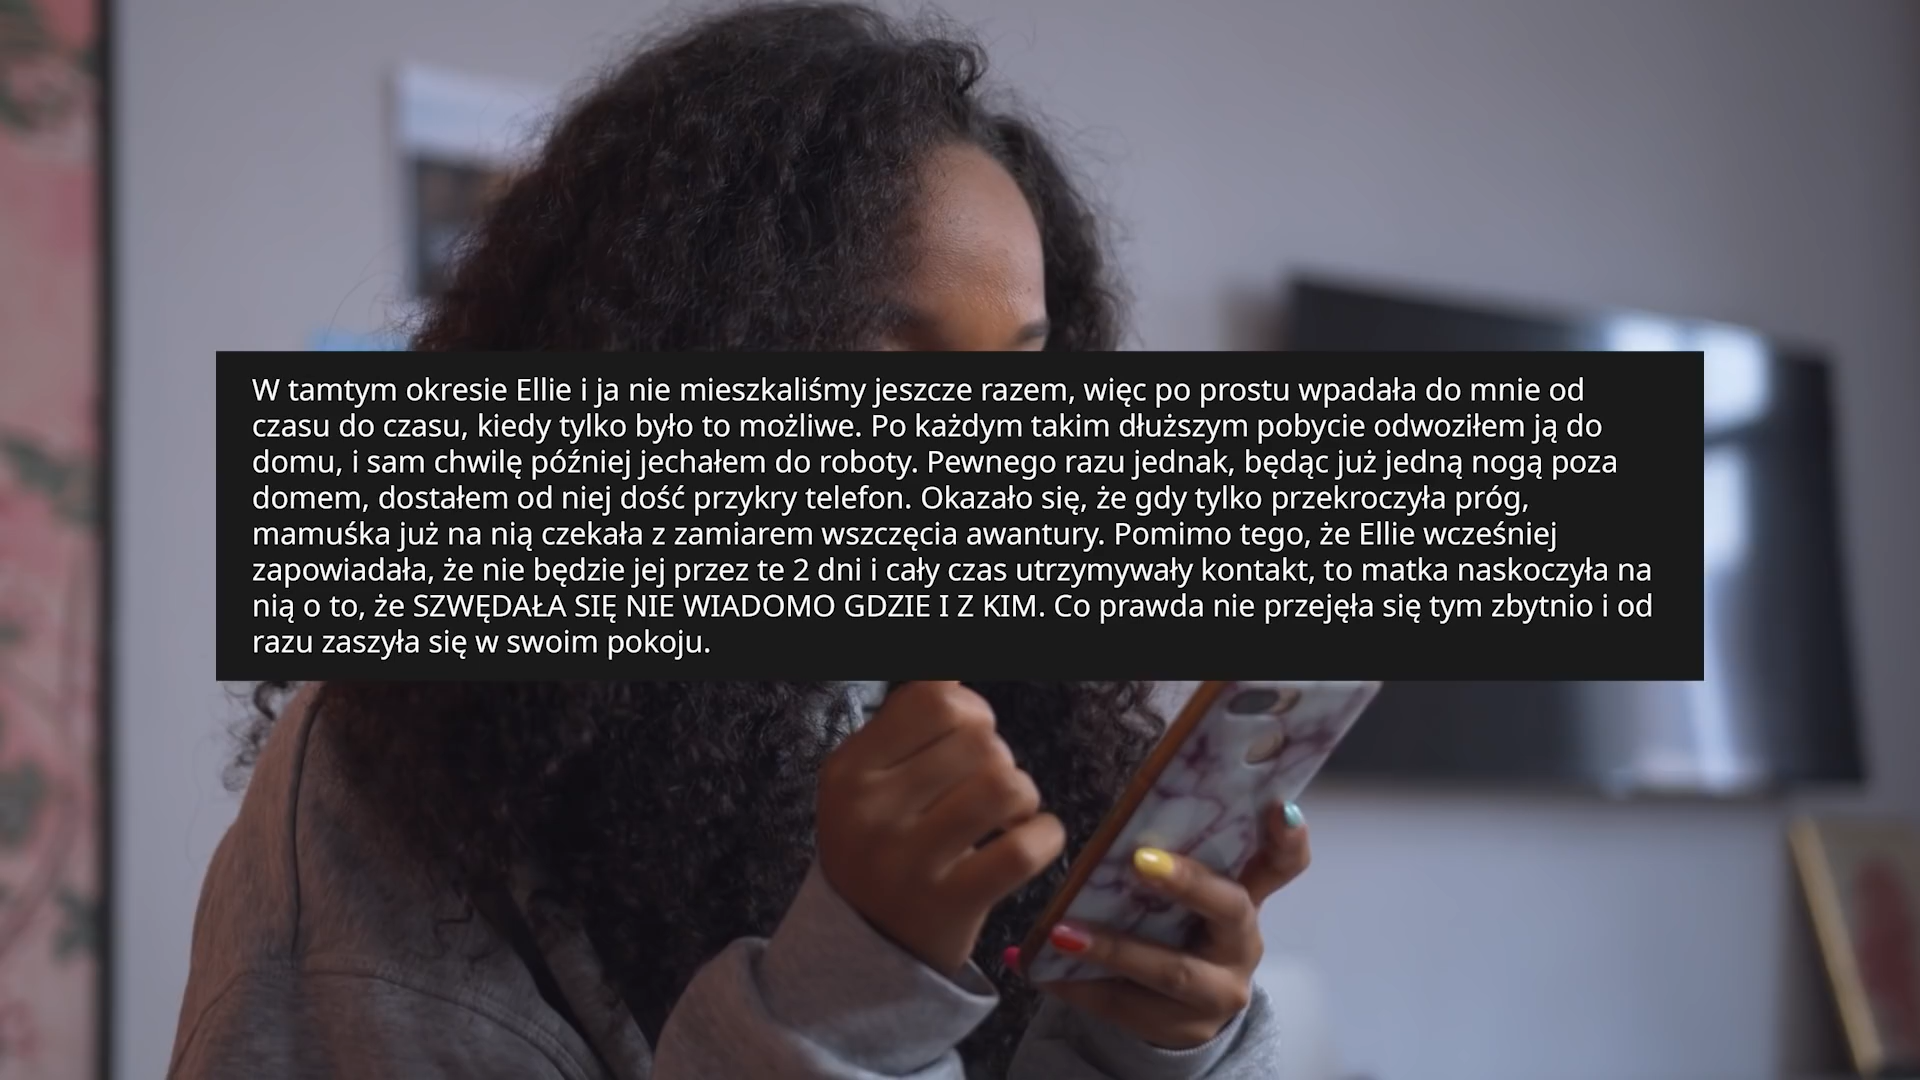 W tamtym okresie Ellie i ja nie mieszkaliśmy jeszcze razem, więc po prostu wpadała do mnie od
czasu do czasu, kiedy tylko było to możliwe. Po każdym takim dłuższym pobycie odwoziłem ją do
domu, i sam chwilę później jechałem do roboty. Pewnego razu jednak, będąc już jedną nogą poza
domem, dostałem od niej dość przykry telefon. Okazało się, że gdy tylko przekroczyła próg,
mamuśka już na nią czekała z zamiarem wszczęcia awantury. Pomimo tego, że Ellie wcześniej
zapowiadała, że nie będzie jej przez te 2 dni i cały czas utrzymywały kontakt, to matka naskoczyła na
nią o to, że SZWĘDAŁA SIĘ NIE WIADOMO GDZIE I Z KIM. Co prawda nie przejęła się tym zbytnio i od
razu zaszyła się w swoim pokoju.